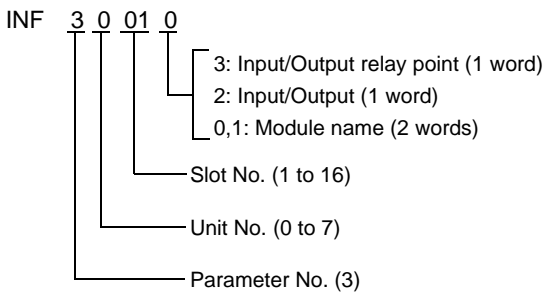 INF 3 0 01 0
3: Input/Output relay point (1 word)
2: Input/Output (1 word)
0,1: Module name (2 words)
Slot No. (1 to 16)
Unit No. (0 to 7)
Parameter No. (3)